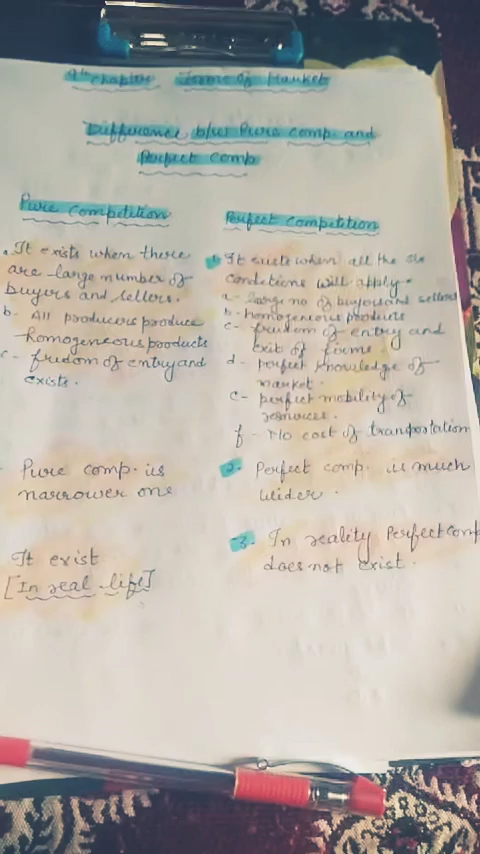 9th chapter Forms of Market
Difference b/w Pure comp. and
Perfect Comp
Pure Competition
a. It exists when there
are large number of
buyers and sellers.
b- All producers produce
homogeneous products
c- fredom of entry and
exists.
- Pure comp. is
narrower one
It exist
[In real life]
Perfect Competition
1. It exists when all the six
conditions will apply-
a- large no of buyers and sellers
b- homogeneous products
c- freedom of entry and
exit of firms.
d- perfect knowledge of
market.
e- perfect mobility of
resources.
f- No cost of transportation
2. Perfect comp. is much
wider.
3. In reality Perfect comp
does not exist.